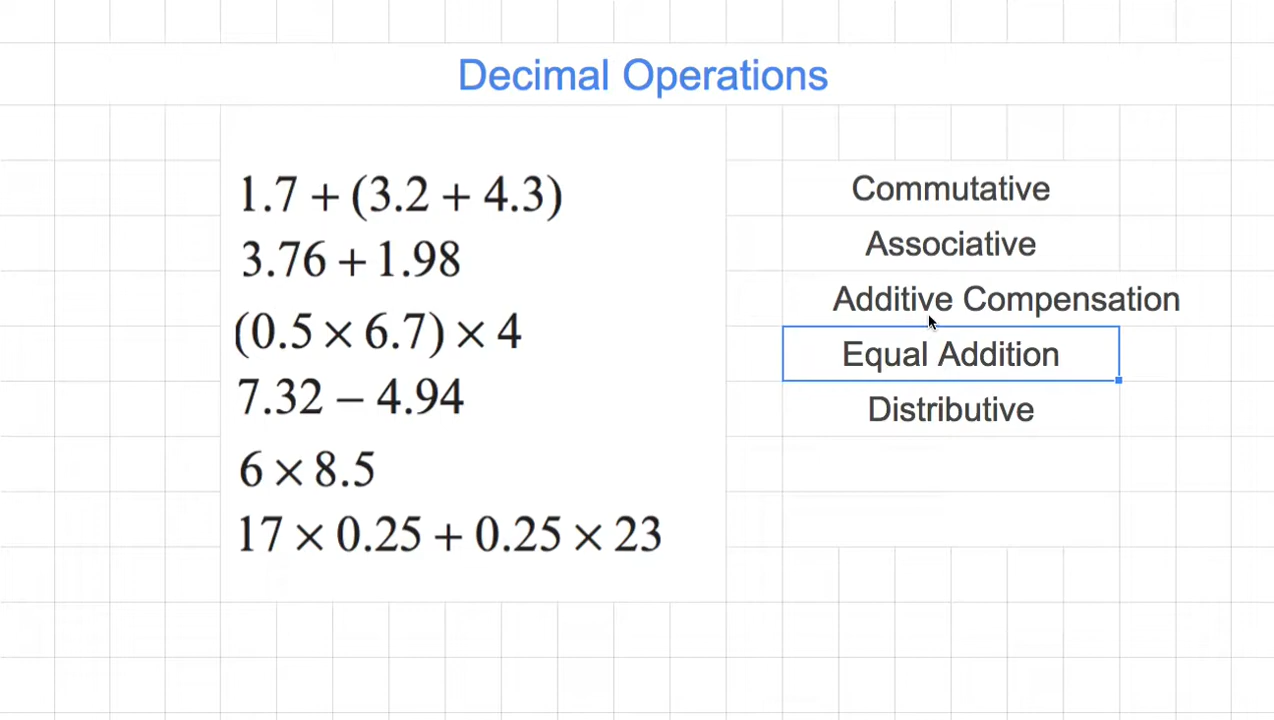 Decimal Operations
1.7 + (3.2 + 4.3)
3.76 + 1.98
(0.5 × 6.7) × 4
7.32 − 4.94
6 × 8.5
17 × 0.25 + 0.25 × 23
Commutative
Associative
Additive Compensation
Equal Addition
Distributive